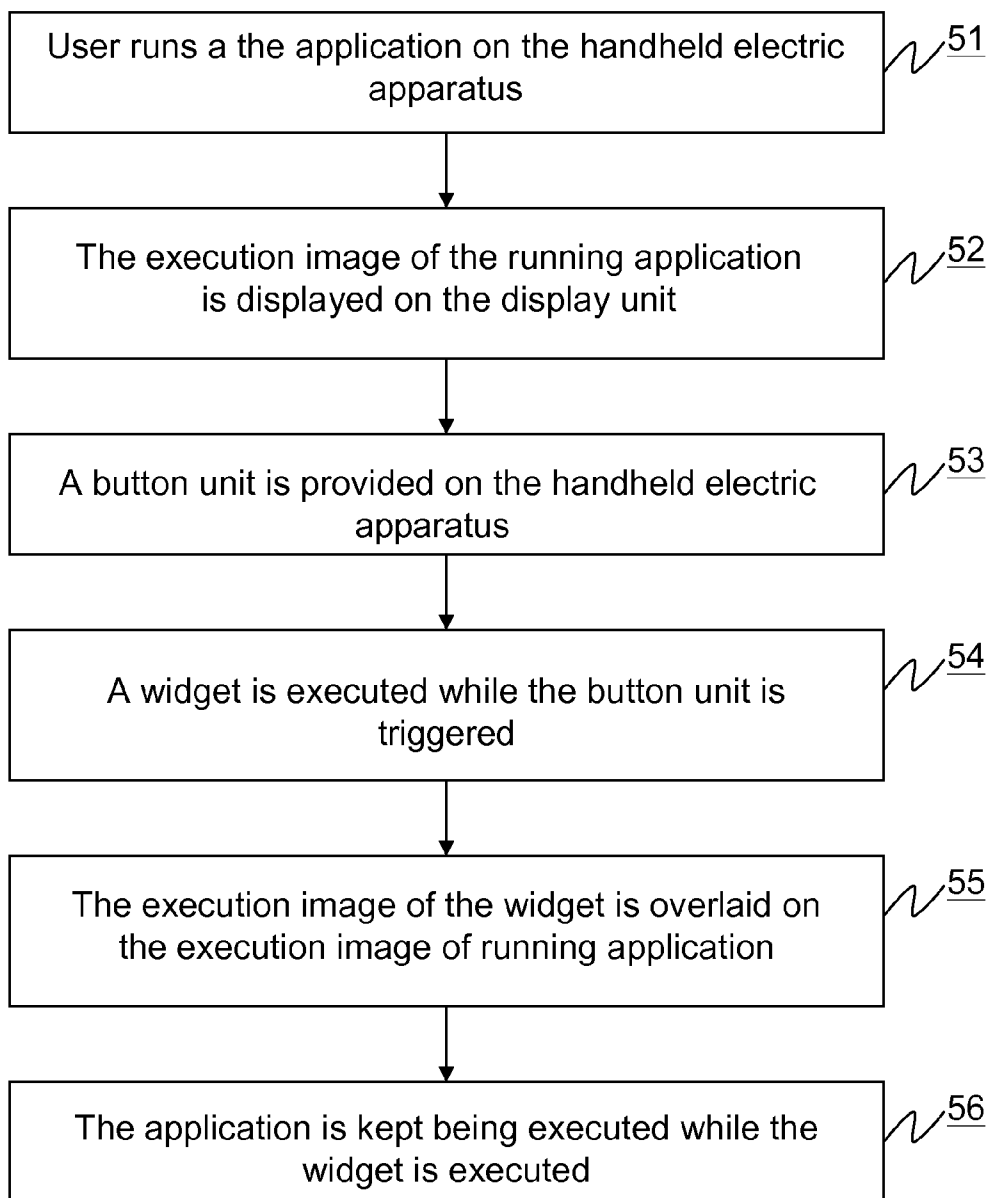 User runs a the application on the handheld electric
apparatus
51
The execution image of the running application
is displayed on the display unit
52
A button unit is provided on the handheld electric
apparatus
53
A widget is executed while the button unit is
triggered
54
The execution image of the widget is overlaid on
the execution image of running application
55
The application is kept being executed while the
widget is executed
56